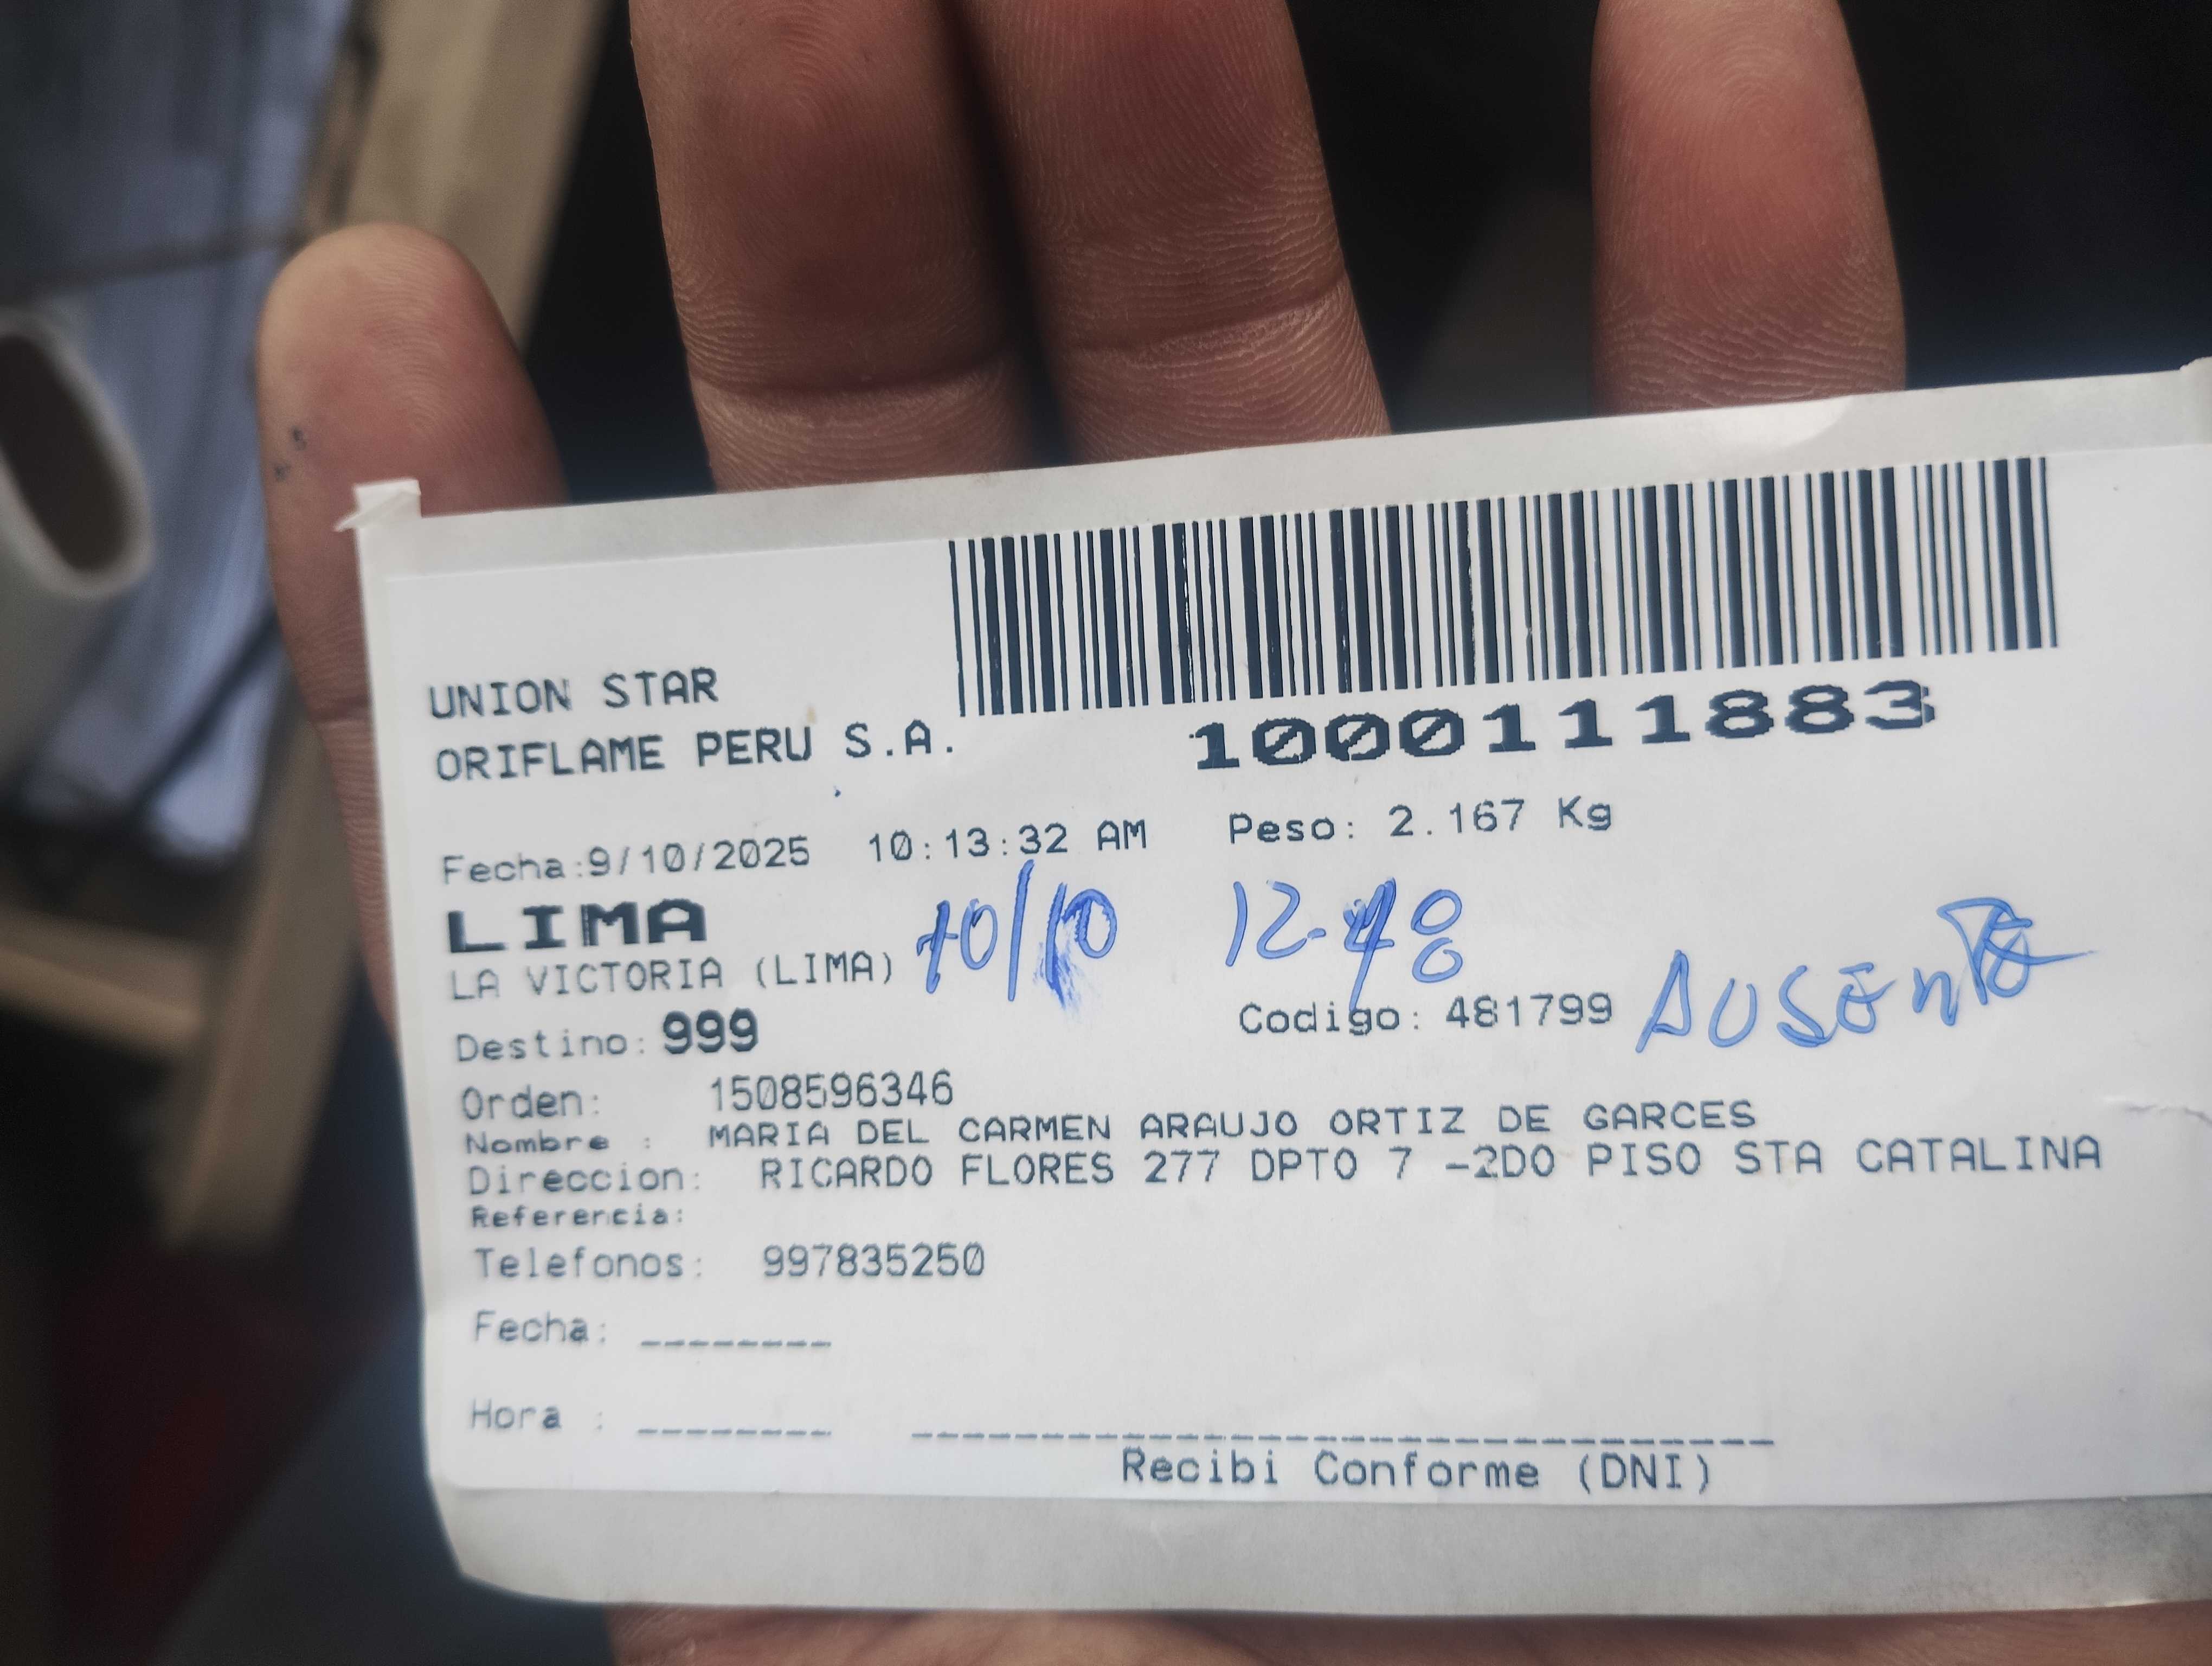 UNION STAR
ORIFLAME PERU S.A.
1000111883
Fecha:9/10/2025 10:13:32 AM Peso: 2.167 Kg
LIMA
10/10 12-48
LA VICTORIA (LIMA)
Destino: 999 Codigo: 481799 AUSENTE
Orden: 1508596346
Nombre : MARIA DEL CARMEN ARAUJO ORTIZ DE GARCES
Direccion: RICARDO FLORES 277 DPTO 7 -2DO PISO STA CATALINA
Referencia:
Telefonos: 997835250
Fecha: ________
Hora : ________
Recibi Conforme (DNI)